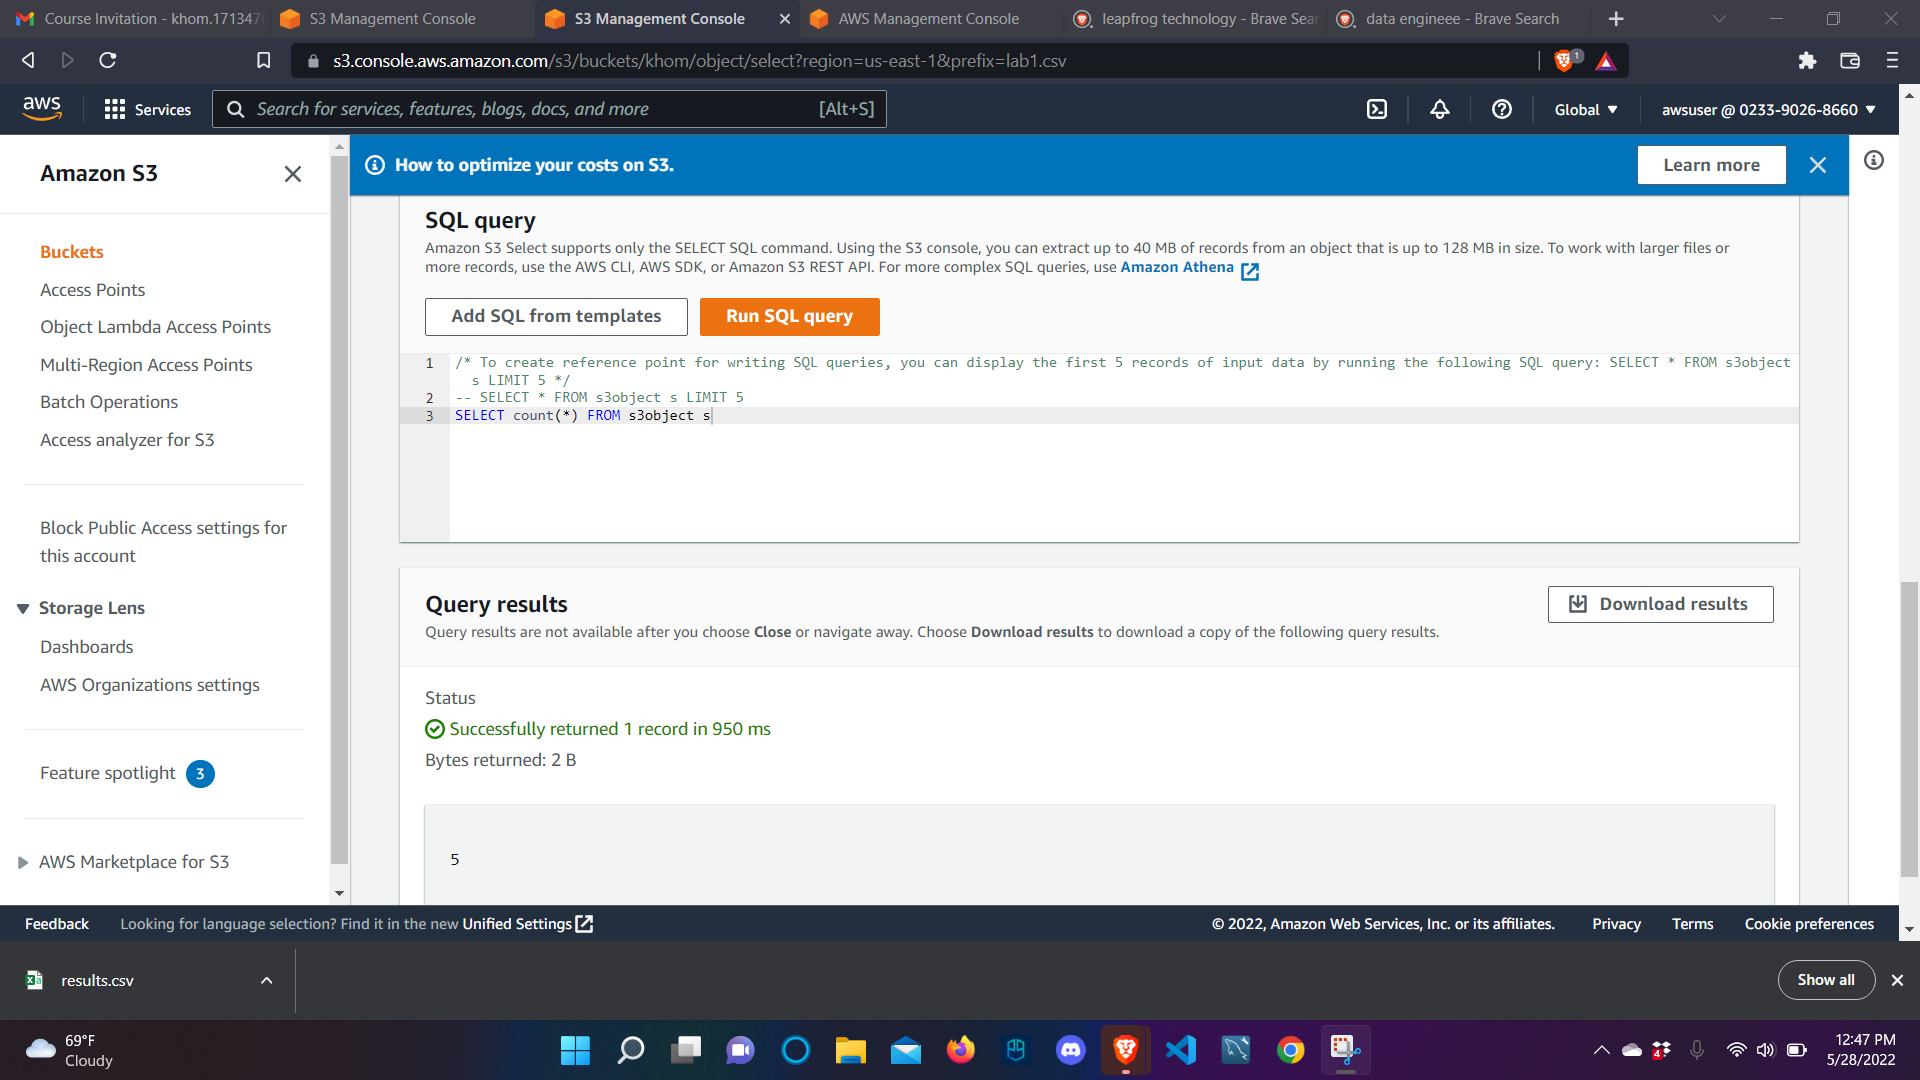 Course Invitation - khom.17134
S3 Management Console
S3 Management Console
AWS Management Console
leapfrog technology - Brave Sear
data engineee - Brave Search
s3.console.aws.amazon.com/s3/buckets/khom/object/select?region=us-east-1&prefix=lab1.csv
1
aws
Services
Search for services, features, blogs, docs, and more
[Alt+S]
Global
awsuser @ 0233-9026-8660
Amazon S3
Buckets
Access Points
Object Lambda Access Points
Multi-Region Access Points
Batch Operations
Access analyzer for S3
Block Public Access settings for
this account
Storage Lens
Dashboards
AWS Organizations settings
Feature spotlight 3
AWS Marketplace for S3
How to optimize your costs on S3.
Learn more
SQL query
Amazon S3 Select supports only the SELECT SQL command. Using the S3 console, you can extract up to 40 MB of records from an object that is up to 128 MB in size. To work with larger files or
more records, use the AWS CLI, AWS SDK, or Amazon S3 REST API. For more complex SQL queries, use Amazon Athena
Add SQL from templates
Run SQL query
1 /* To create reference point for writing SQL queries, you can display the first 5 records of input data by running the following SQL query: SELECT * FROM s3object
s LIMIT 5 */
2 -- SELECT * FROM s3object s LIMIT 5
3 SELECT count(*) FROM s3object s
Query results
Download results
Query results are not available after you choose Close or navigate away. Choose Download results to download a copy of the following query results.
Status
Successfully returned 1 record in 950 ms
Bytes returned: 2 B
5
Feedback
Looking for language selection? Find it in the new Unified Settings
© 2022, Amazon Web Services, Inc. or its affiliates.
Privacy
Terms
Cookie preferences
results.csv
Show all
69°F
Cloudy
4
12:47 PM
5/28/2022